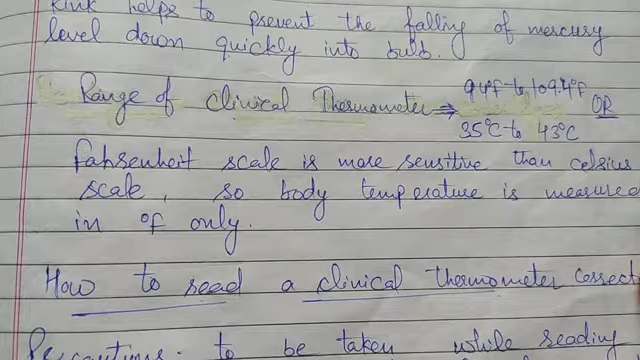 Kink helps to prevent the falling of mercury
level down quickly into bulb.
Range of Clinical Thermometer ⇒ 94°F to 109.4°F OR
35°C to 43°C
Fahrenheit scale is more sensitive than celsius
scale, so body temperature is measured
in °F only.
How to read a clinical thermometer correct
Precautions. to be taken while reading